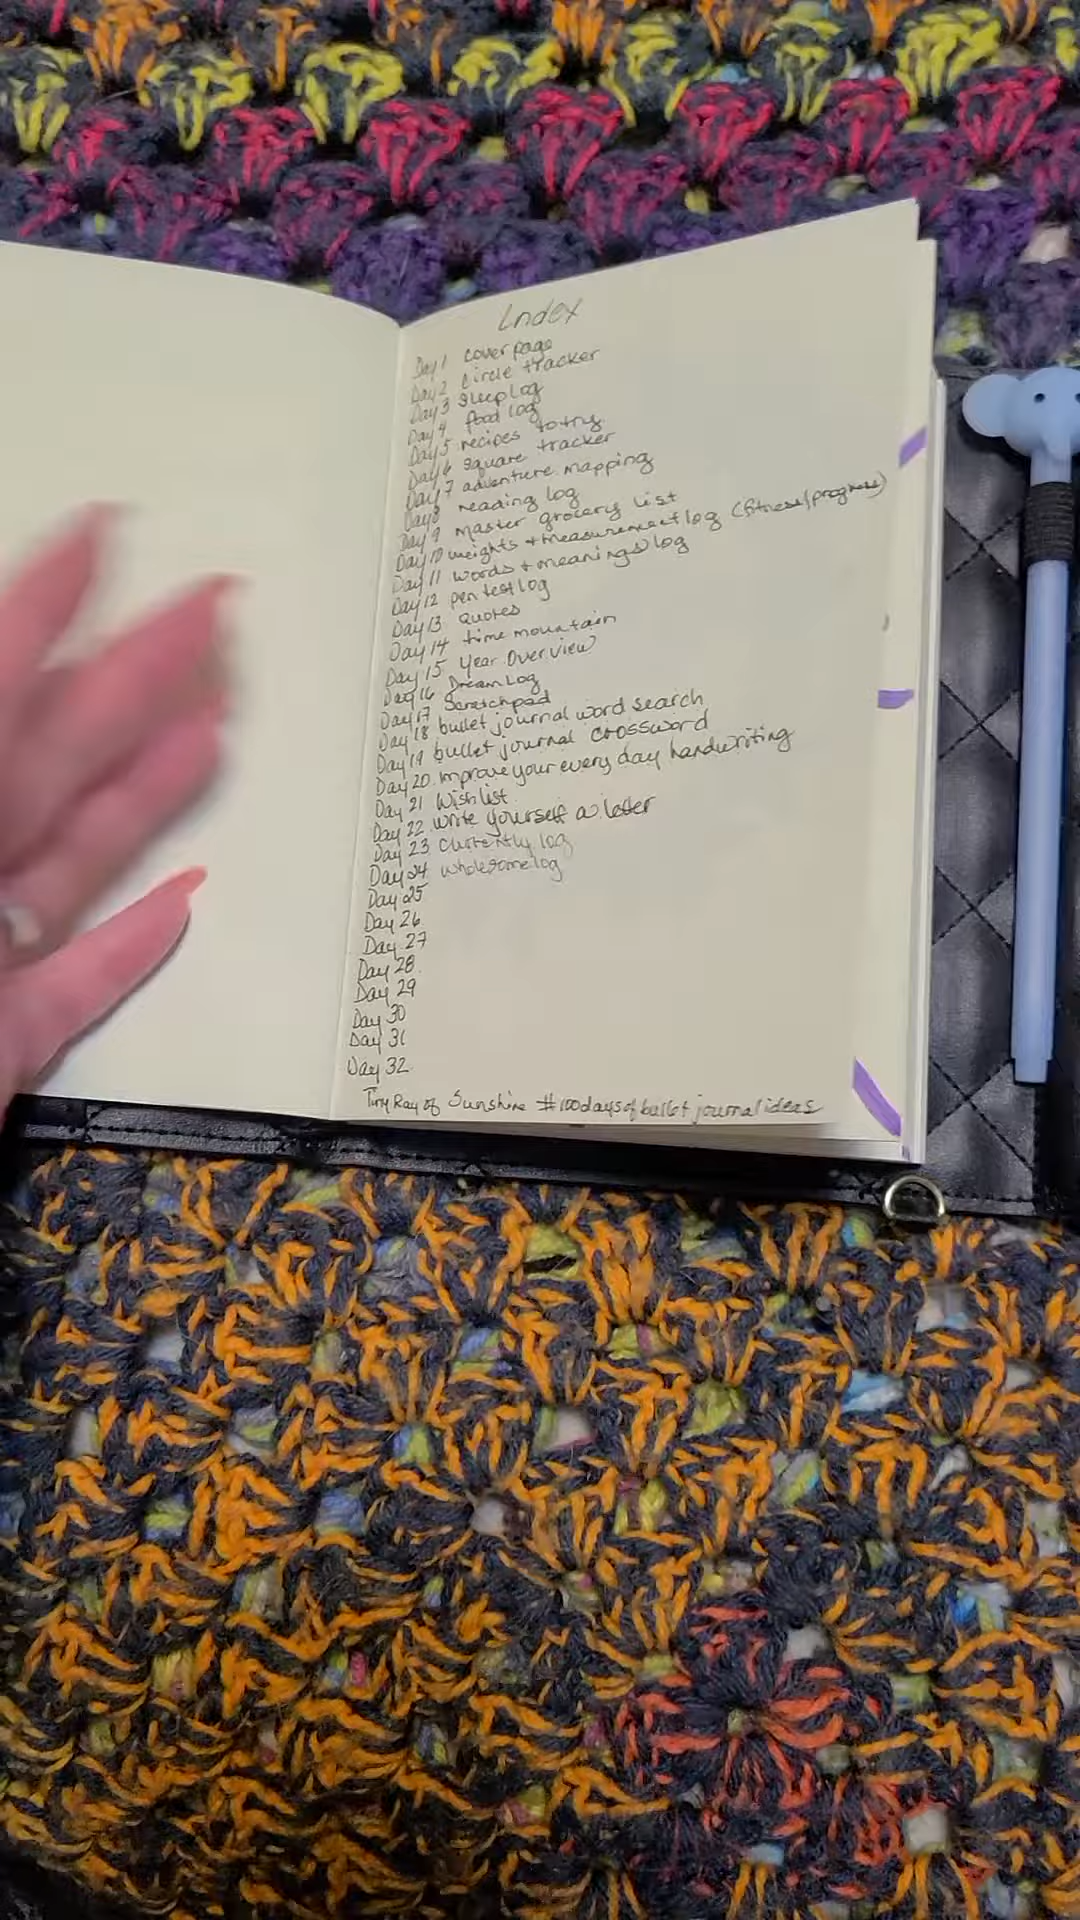 Index
Day 1 cover page
Day 2 circle tracker
Day 3 sleep log
Day 4 food log
Day 5 recipes to try
Day 6 square tracker
Day 7 adventure mapping
Day 8 reading log
Day 9 master grocery list
Day 10 weights + measurement log (fitness/progress)
Day 11 words + meanings log
Day 12 pen test log
Day 13 quotes
Day 14 time mountain
Day 15 Year Overview
Day 16 Dream Log
Day 17 Scratchpad
Day 18 bullet journal word search
Day 19 bullet journal crossword
Day 20 improve your every day handwriting
Day 21 Wishlist
Day 22 write yourself a letter
Day 23 currently log
Day 24 wholesome log
Day 25
Day 26
Day 27
Day 28
Day 29
Day 30
Day 31
Day 32
Tiny Ray of Sunshine #100daysofbulletjournalideas